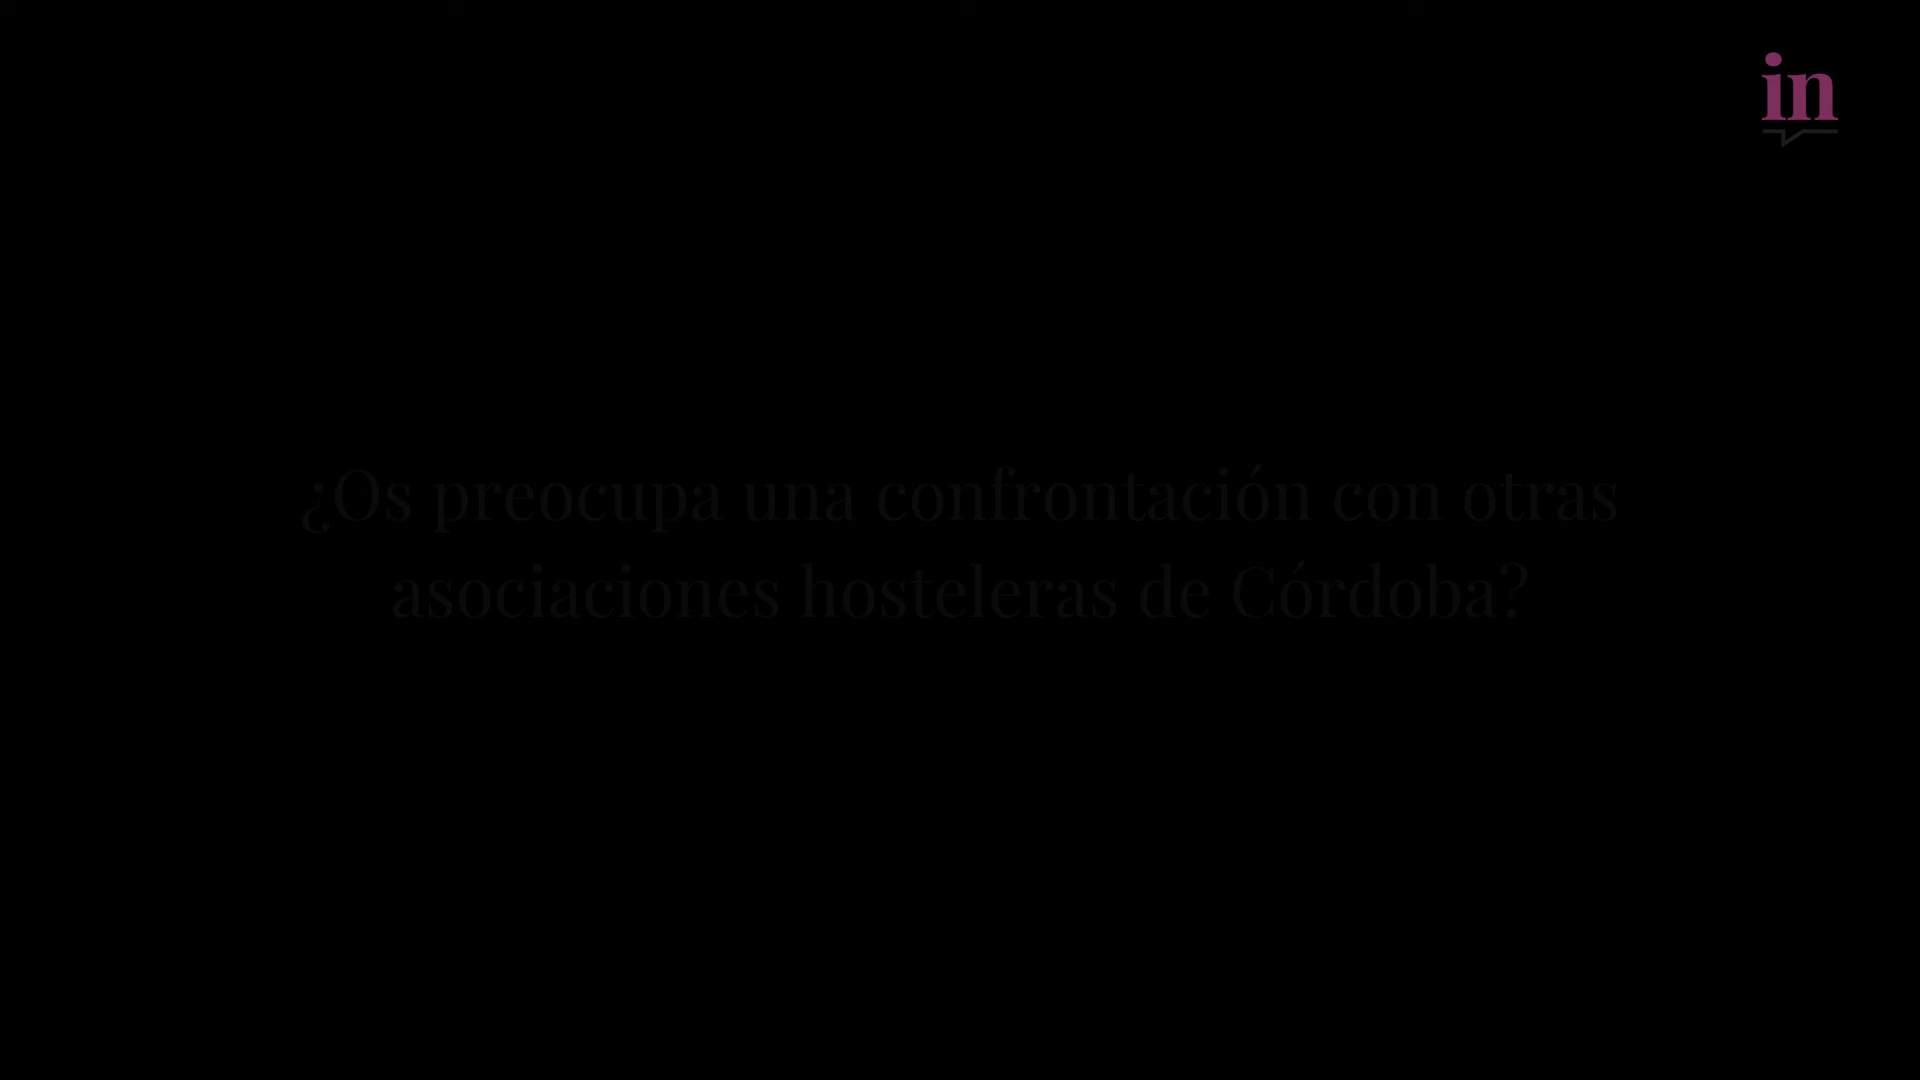 in
¿Os preocupa una confrontación con otras
asociaciones hosteleras de Córdoba?